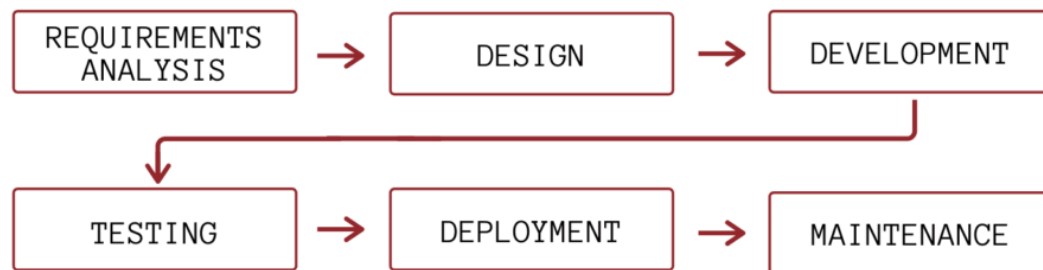 REQUIREMENTS
ANALYSIS
DESIGN
DEVELOPMENT
TESTING
DEPLOYMENT
MAINTENANCE